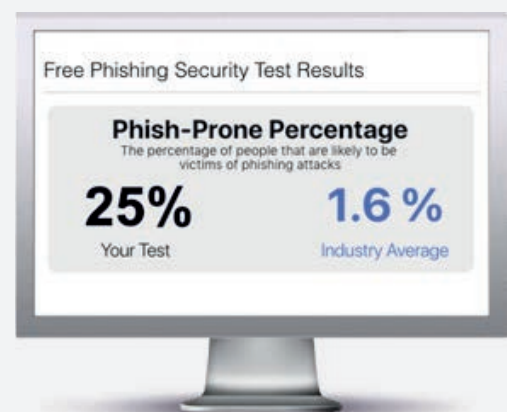 Free Phishing Security Test Results
Phish-Prone Percentage
The percentage of people that are likely to be
victims of phishing attacks
25%
1.6 %
Your Test
Industry Average